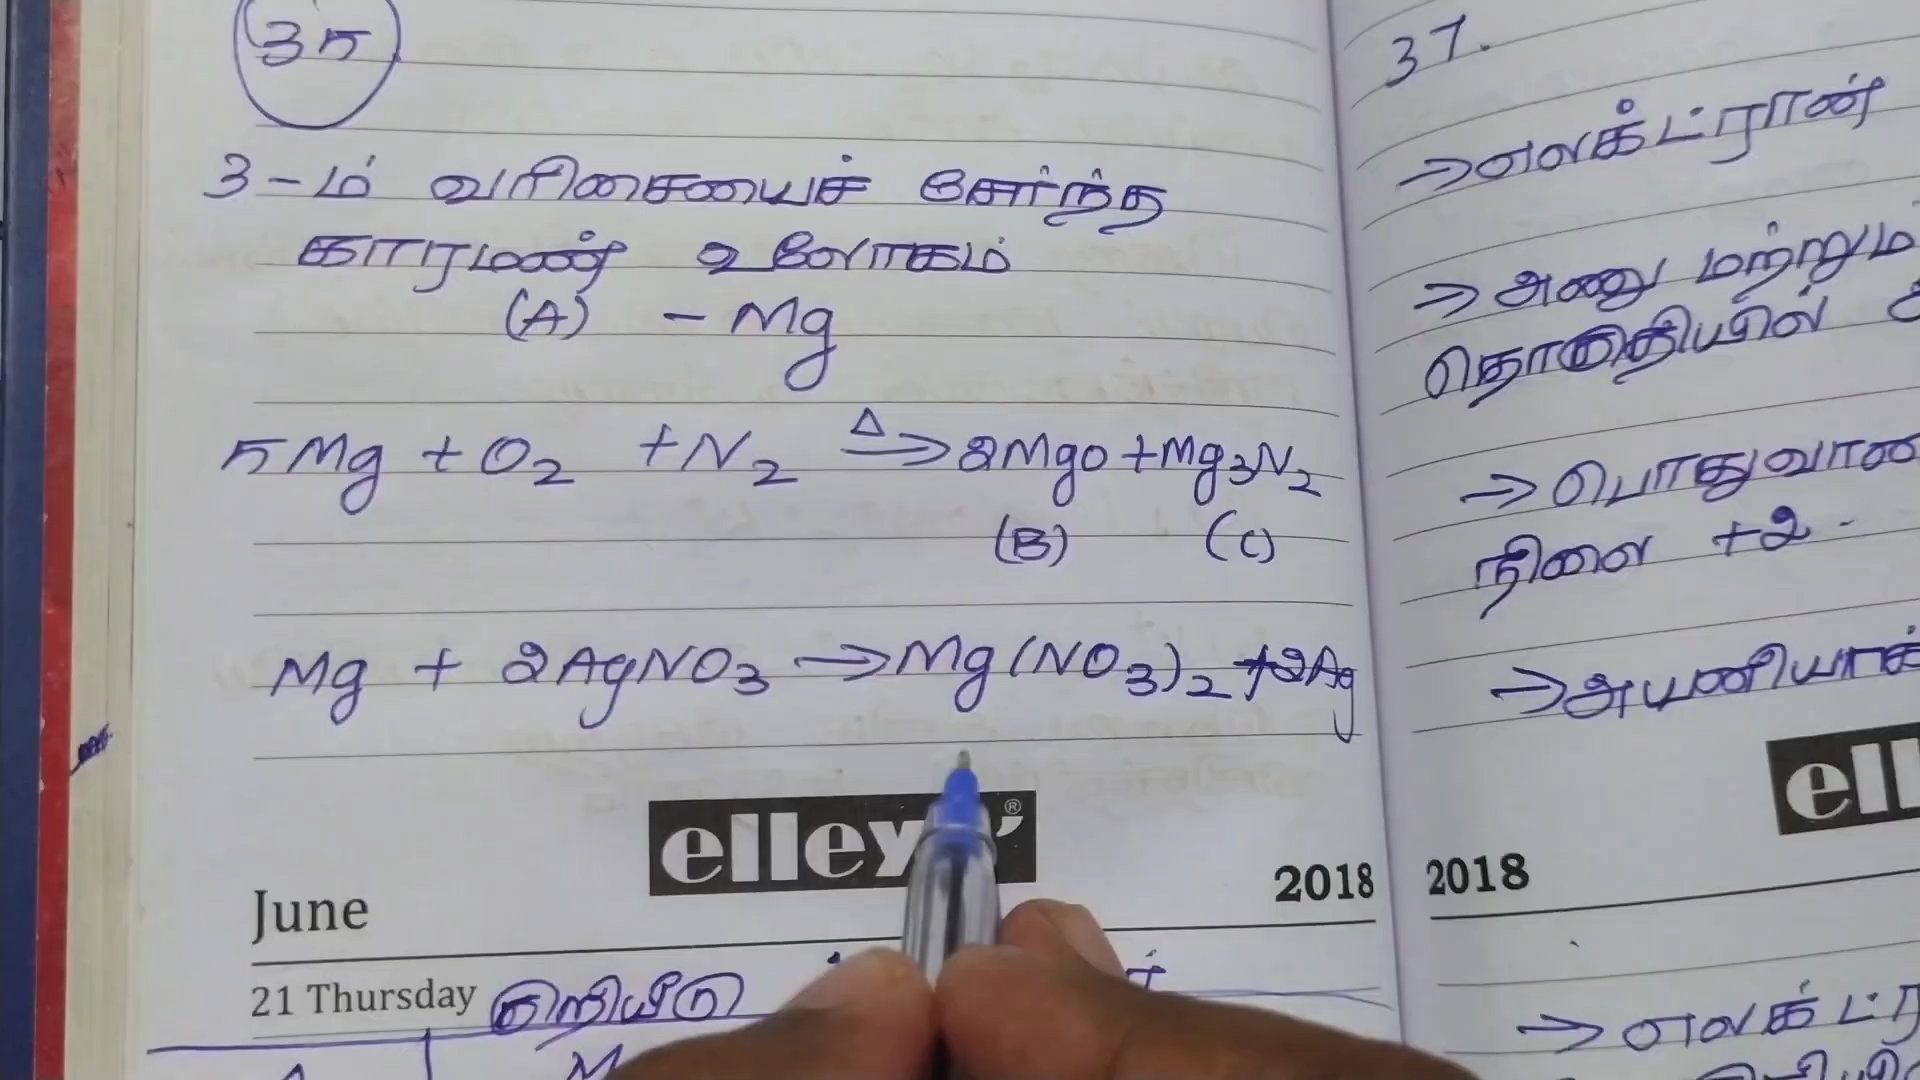 35
3-ம் வரிசையைச் சேர்ந்த
காரமண் உலோகம்
(A) - Mg
5Mg + O2 + N2 Δ→ 2MgO + Mg3N2
(B) (C)
Mg + 2AgNO3 → Mg(NO3)2 + 2Ag
elleys ®
June 2018
21 Thursday குறியீடு
A M
37.
→ எலக்ட்ரான்
→ அணு மற்றும்
தொகுதியில்
→ பொதுவான
நிலை +2.
→ அயனியாக்
ell
2018
→ எலக்ட்ர